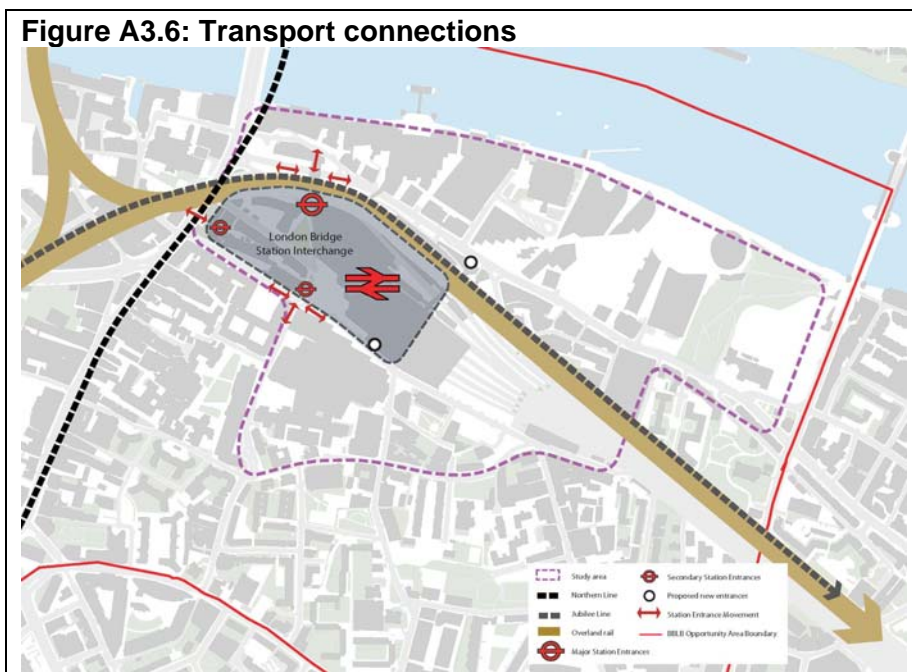 Figure A3.6: Transport connections
London Bridge
Station Interchange
Study area
Northern Line
Jubilee Line
Overland rail
Major Station Entrances
Secondary Station Entrances
Proposed new entrances
Station Entrance Movement
BBLB Opportunity Area Boundary